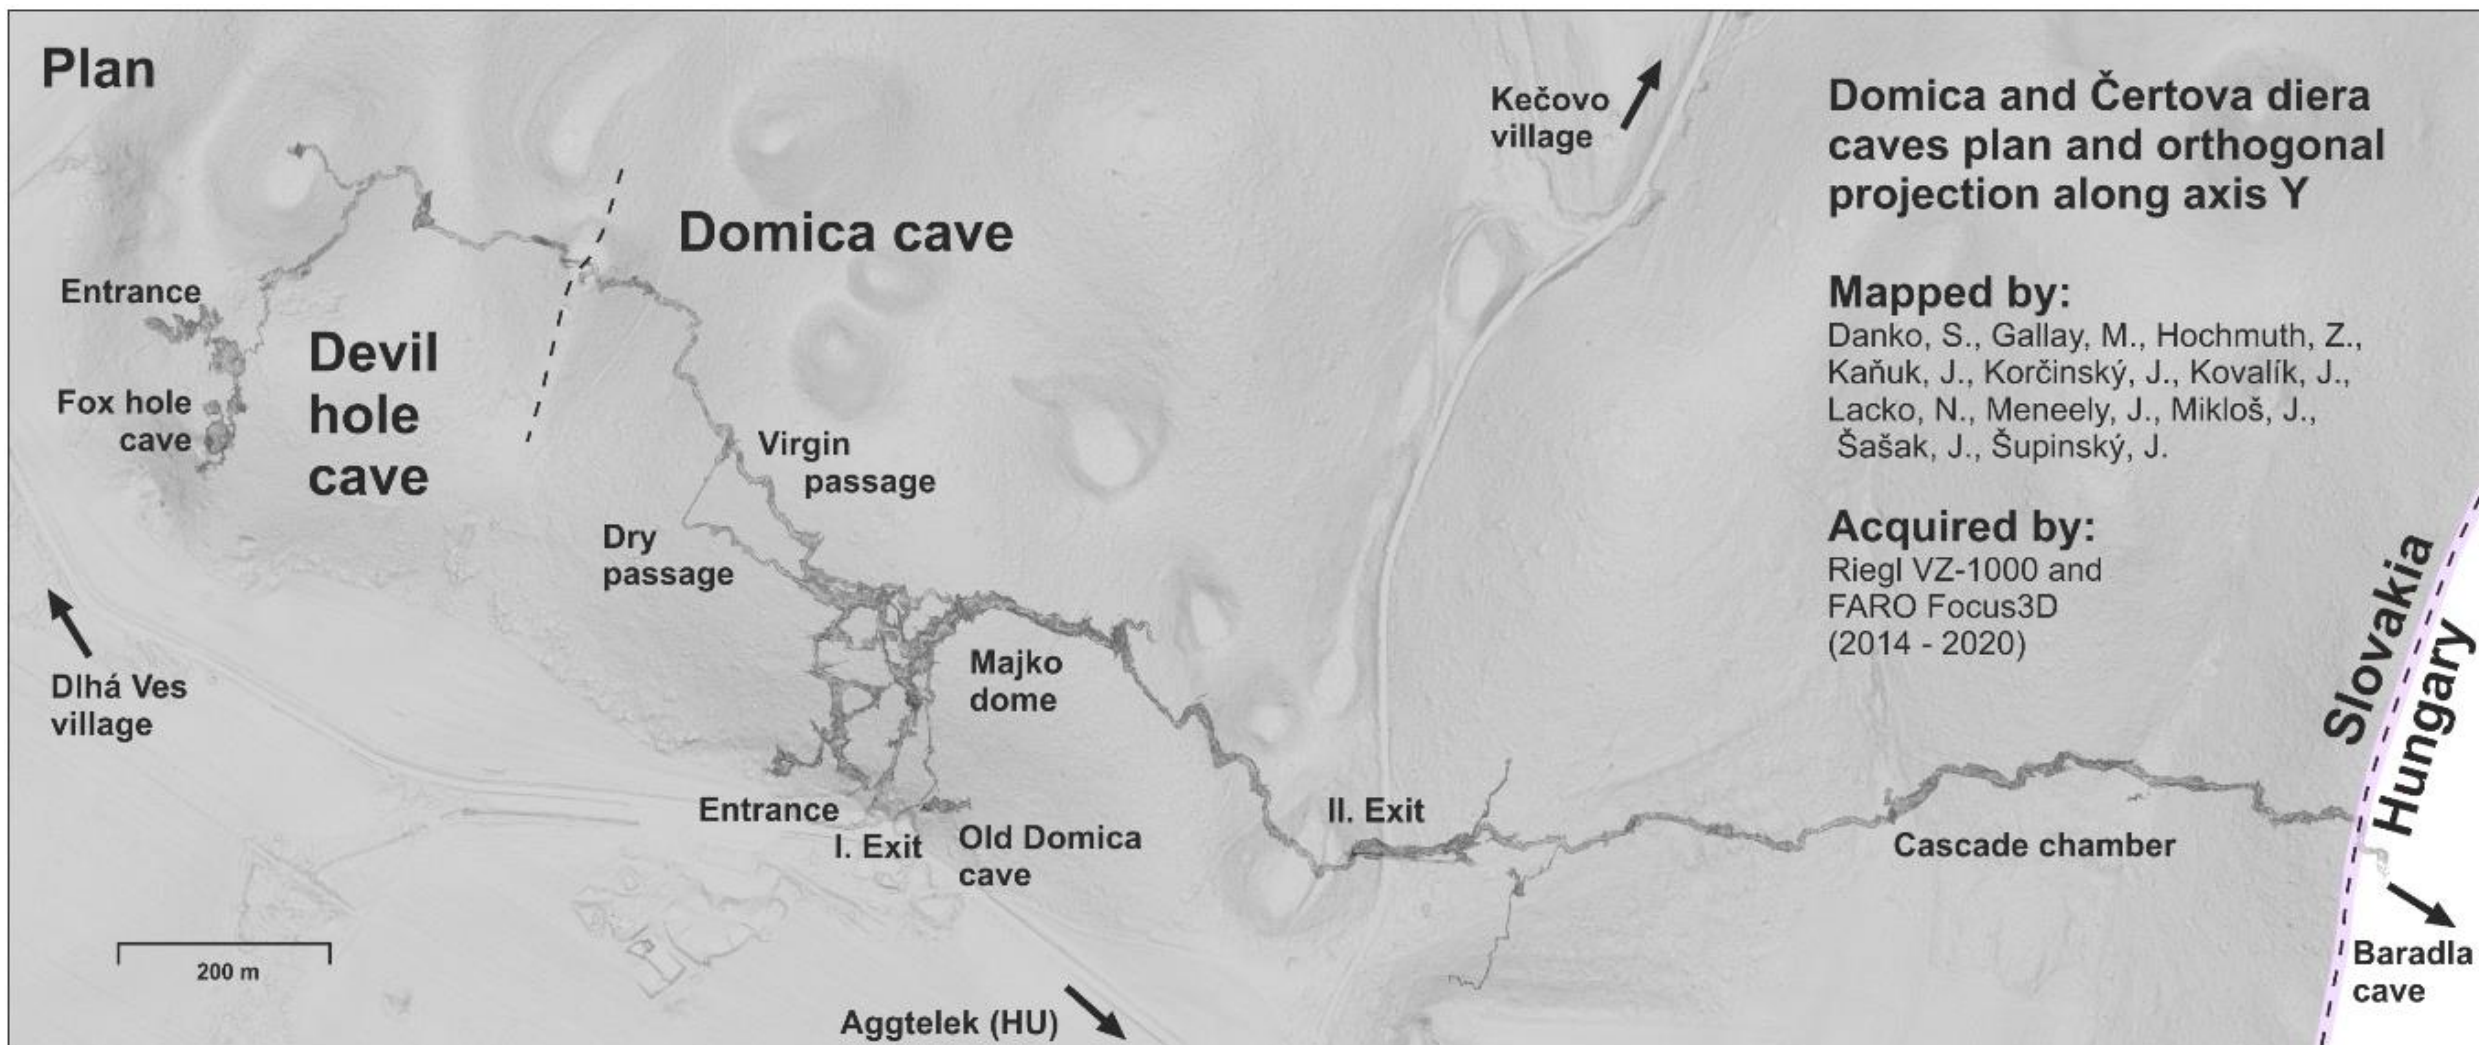 Plan
Kečovo
village
Domica and Čertova diera
caves plan and orthogonal
projection along axis Y
Domica cave
Mapped by:
Danko, S., Gallay, M., Hochmuth, Z.,
Kaňuk, J., Korčinský, J., Kovalík, J.,
Lacko, N., Meneely, J., Mikloš, J.,
Šašak, J., Šupinský, J.
Entrance
Devil
hole
cave
Fox hole
cave
Virgin
passage
Acquired by:
Riegl VZ-1000 and
FARO Focus3D
(2014 - 2020)
Dry
passage
Slovakia
Hungary
Majko
dome
Dlhá Ves
village
Entrance
I. Exit
Old Domica
cave
II. Exit
Cascade chamber
200 m
Baradla
cave
Aggtelek (HU)